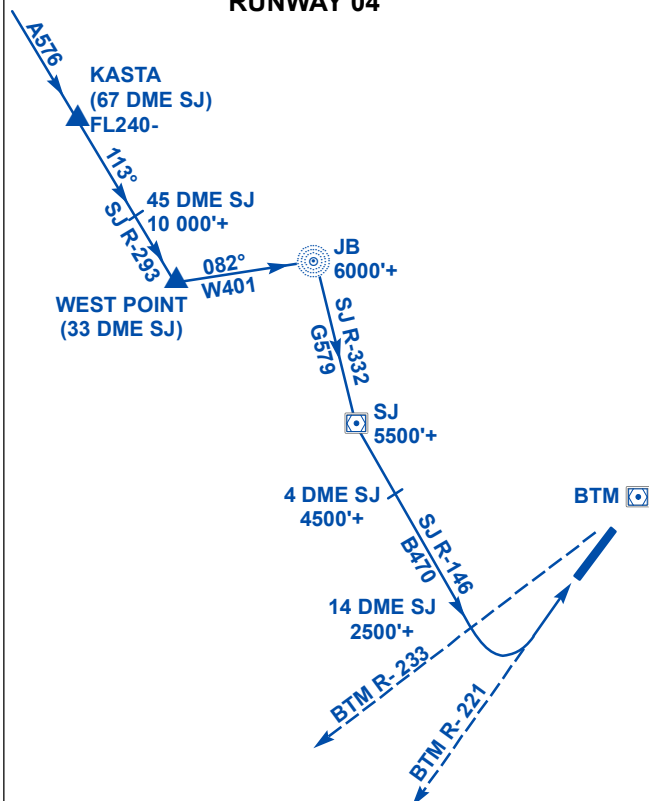 RUNWAY 04
A576
KASTA
(67 DME SJ)
FL240-
113°
SJ R-293
45 DME SJ
10 000'+
082°
W401
JB
6000'+
WEST POINT
(33 DME SJ)
SJ R-332
G579
SJ
5500'+
4 DME SJ
4500'+
BTM
SJ R-146
B470
14 DME SJ
2500'+
BTM R- 233
BTM R- 221